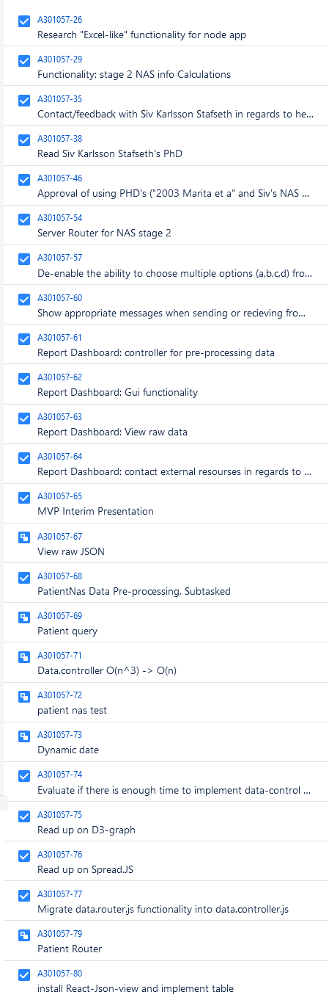 A301057-26
Research "Excel-like" functionality for node app
A301057-29
Functionality: stage 2 NAS info Calculations
A301057-35
Contact/feedback with Siv Karlsson Stafseth in regards to he...
A301057-38
Read Siv Karlsson Stafseth's PhD
A301057-46
Approval of using PHD's ("2003 Marita et a" and Siv's NAS ...
A301057-54
Server Router for NAS stage 2
A301057-57
De-enable the ability to choose multiple options (a,b,c,d) fro...
A301057-60
Show appropriate messages when sending or recieving fro...
A301057-61
Report Dashboard: controller for pre-processing data
A301057-62
Report Dashboard: Gui functionality
A301057-63
Report Dashboard: View raw data
A301057-64
Report Dashboard: contact external resourses in regards to ...
A301057-65
MVP Interim Presentation
A301057-67
View raw JSON
A301057-68
PatientNas Data Pre-processing, Subtasked
A301057-69
Patient query
A301057-71
Data.controller O(n^3) -> O(n)
A301057-72
patient nas test
A301057-73
Dynamic date
A301057-74
Evaluate if there is enough time to implement data-control ...
A301057-75
Read up on D3-graph
A301057-76
Read up on Spread.JS
A301057-77
Migrate data.router.js functionality into data.controller.js
A301057-79
Patient Router
A301057-80
install React-Json-view and implement table